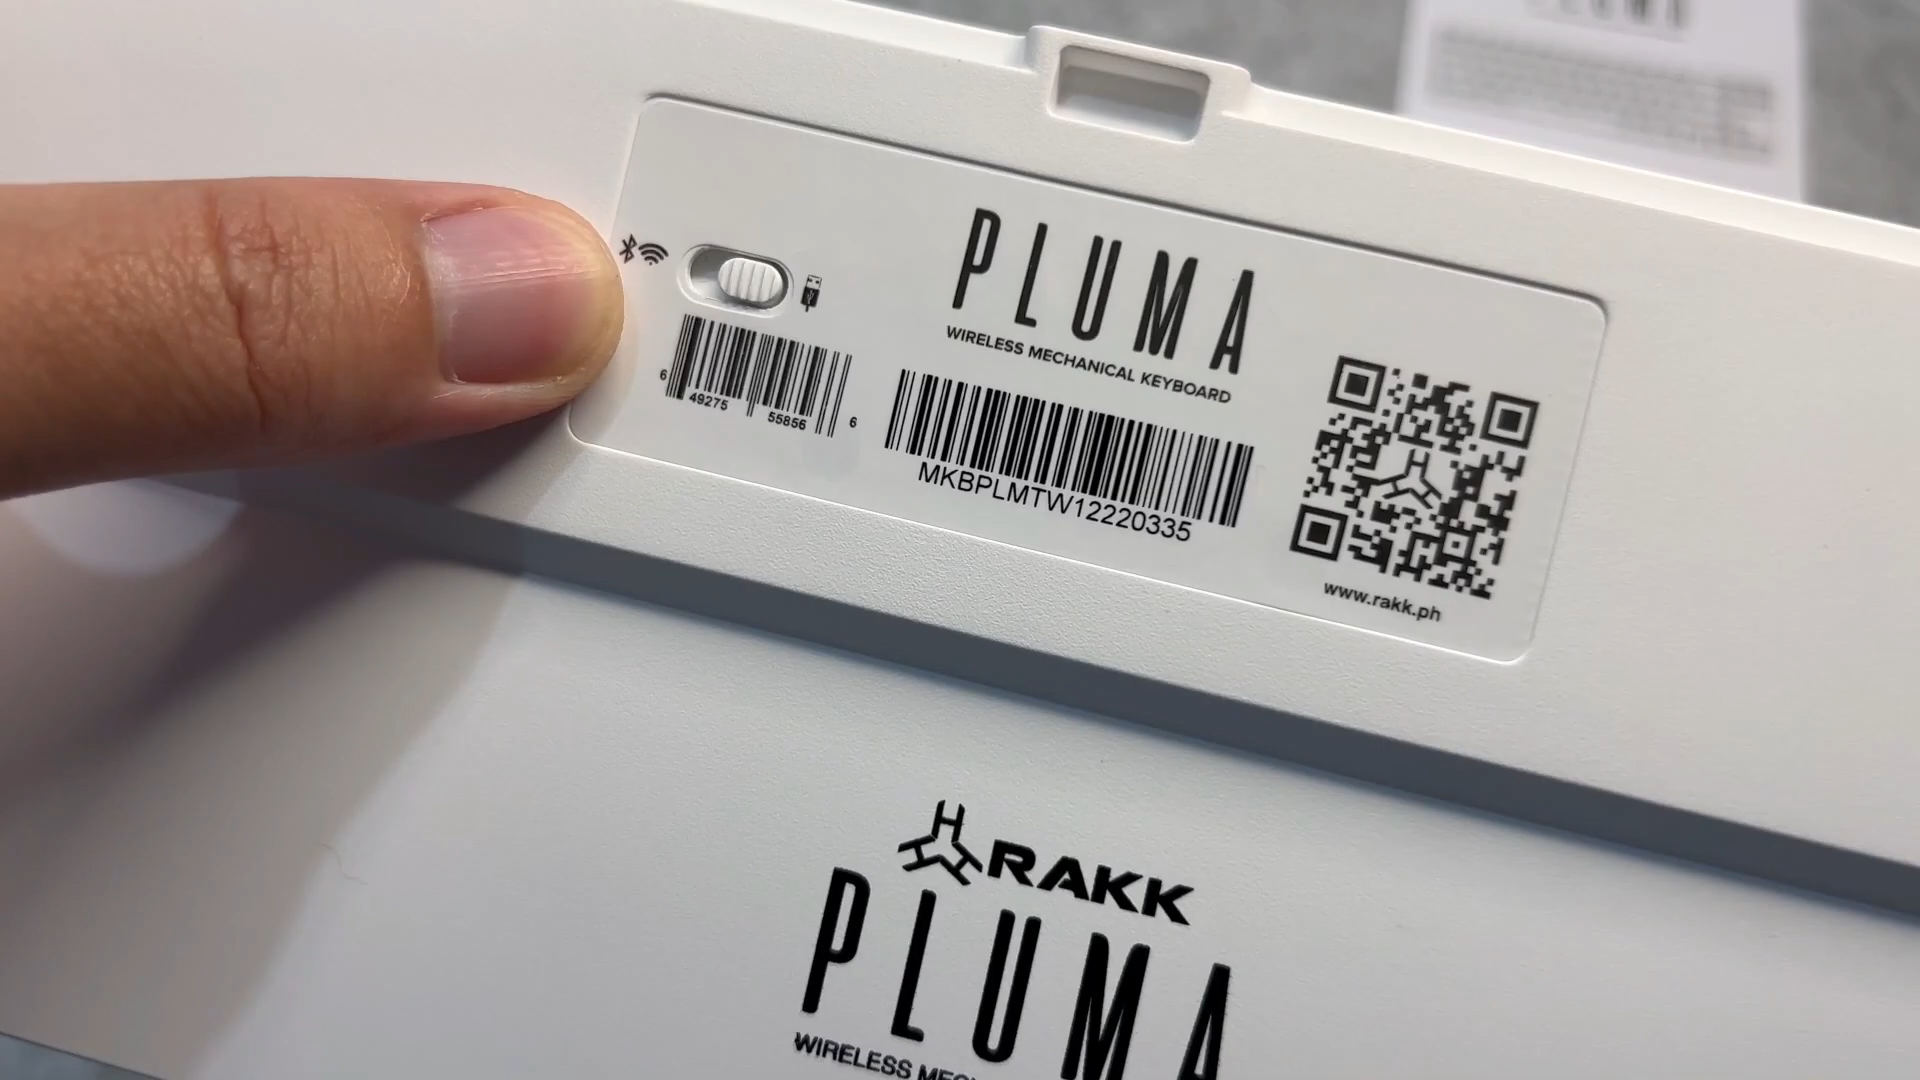 PLUMA
WIRELESS MECHANICAL KEYBOARD
6 49275 55856 6
MKBPLMTW12220335
www.rakk.ph
RAKK
PLUMA
WIRELESS